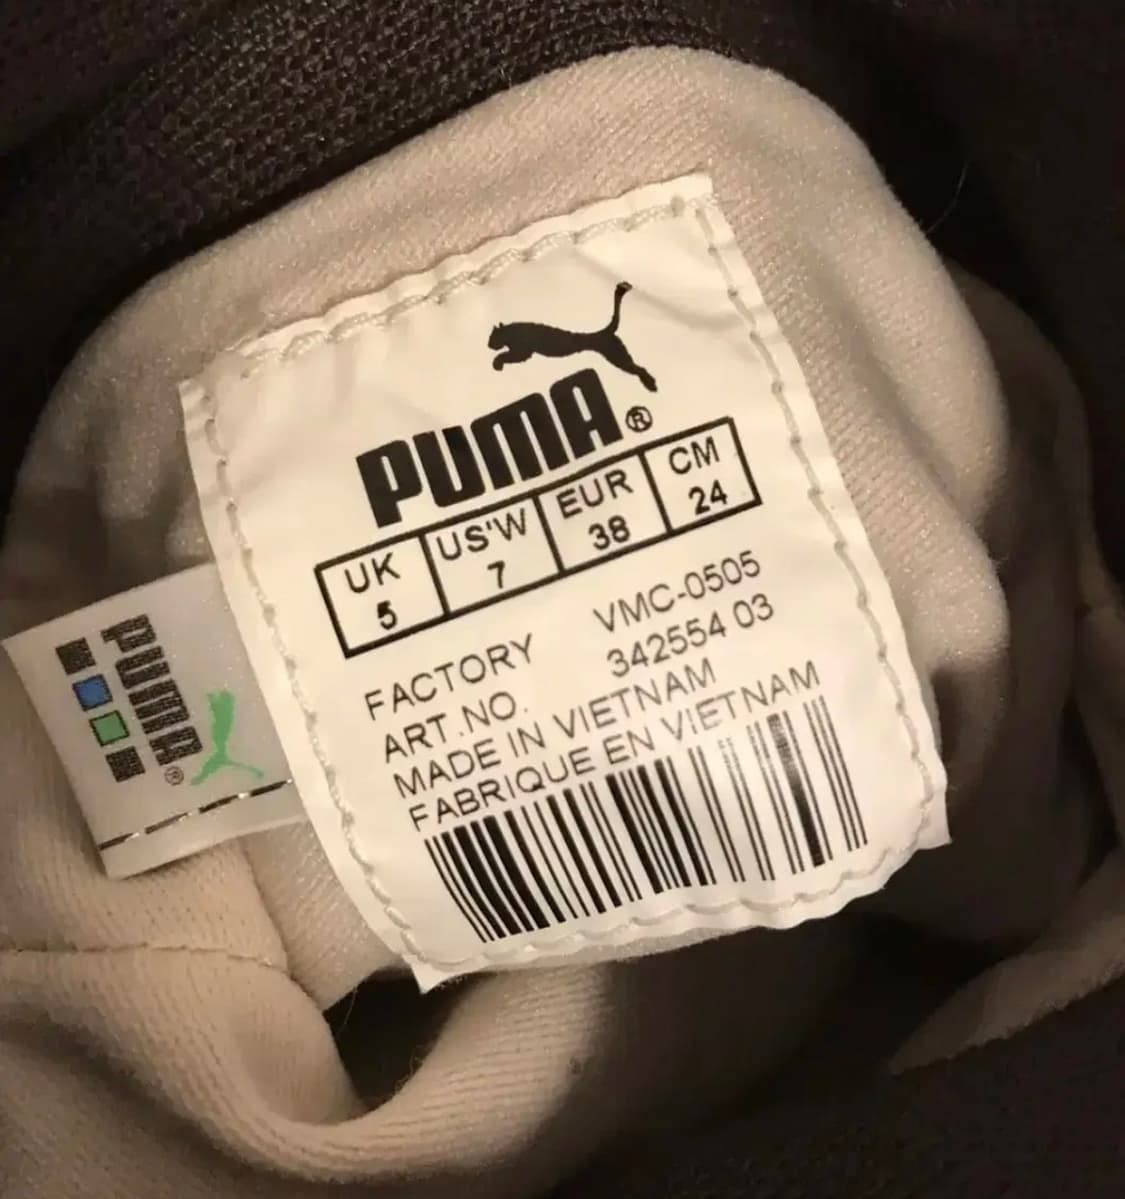 PUMA®
UK US'W EUR CM
5 7 38 24
FACTORY VMC-0505
ART.NO. 342554 03
MADE IN VIETNAM
FABRIQUE EN VIETNAM
PUMA®